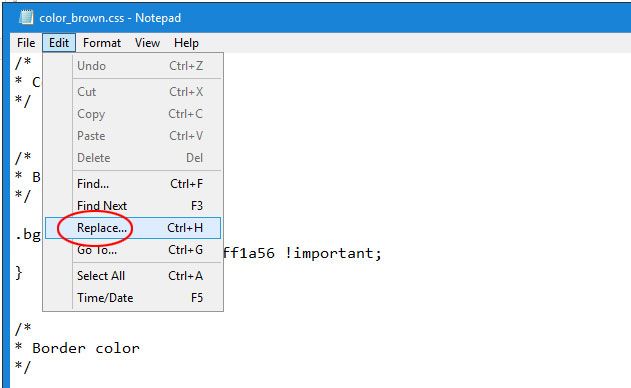 color_brown.css - Notepad
File Edit Format View Help
/*
* C
*/
/*
* B
*/
.bg
ff1a56 !important;
}
/*
* Border color
*/
Undo Ctrl+Z
Cut Ctrl+X
Copy Ctrl+C
Paste Ctrl+V
Delete Del
Find... Ctrl+F
Find Next F3
Replace... Ctrl+H
Go To... Ctrl+G
Select All Ctrl+A
Time/Date F5